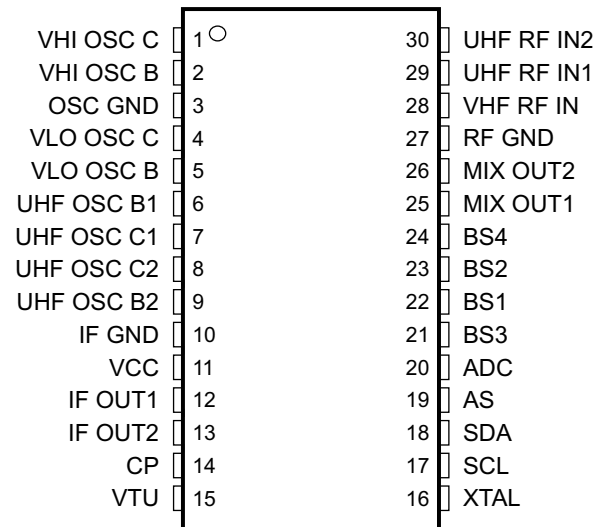 VHI OSC C 1 30 UHF RF IN2
VHI OSC B 2 29 UHF RF IN1
OSC GND 3 28 VHF RF IN
VLO OSC C 4 27 RF GND
VLO OSC B 5 26 MIX OUT2
UHF OSC B1 6 25 MIX OUT1
UHF OSC C1 7 24 BS4
UHF OSC C2 8 23 BS2
UHF OSC B2 9 22 BS1
IF GND 10 21 BS3
VCC 11 20 ADC
IF OUT1 12 19 AS
IF OUT2 13 18 SDA
CP 14 17 SCL
VTU 15 16 XTAL